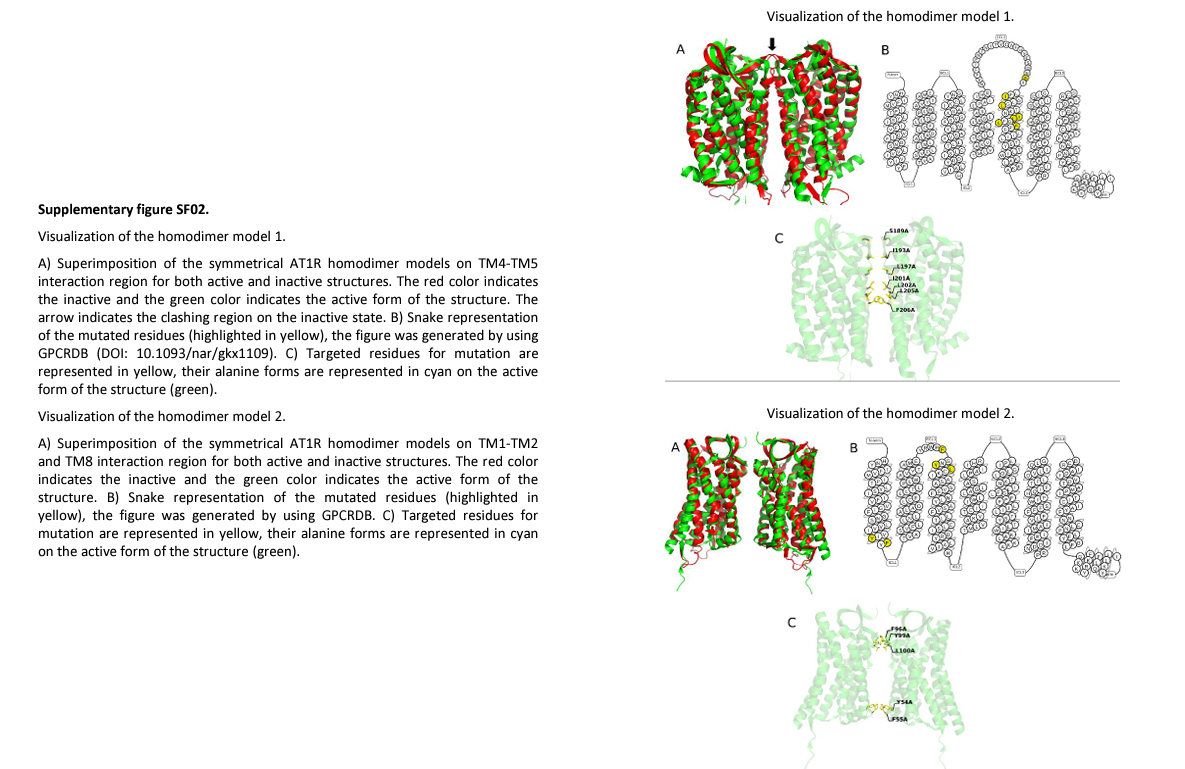 Supplementary figure SF02.
Visualization of the homodimer model 1.
A) Superimposition of the symmetrical AT1R homodimer models on TM4-TM5
interaction region for both active and inactive structures. The red color indicates
the inactive and the green color indicates the active form of the structure. The
arrow indicates the clashing region on the inactive state. B) Snake representation
of the mutated residues (highlighted in yellow), the figure was generated by using
GPCRDB (DOI: 10.1093/nar/gkx1109). C) Targeted residues for mutation are
represented in yellow, their alanine forms are represented in cyan on the active
form of the structure (green).
Visualization of the homodimer model 2.
A) Superimposition of the symmetrical AT1R homodimer models on TM1-TM2
and TM8 interaction region for both active and inactive structures. The red color
indicates the inactive and the green color indicates the active form of the
structure. B) Snake representation of the mutated residues (highlighted in
yellow), the figure was generated by using GPCRDB. C) Targeted residues for
mutation are represented in yellow, their alanine forms are represented in cyan
on the active form of the structure (green).
Visualization of the homodimer model 1.
A
B
C
S189A
I193A
L197A
I201A
L202A
L205A
F206A
Visualization of the homodimer model 2.
A
B
C
F96A
Y99A
L100A
Y54A
F55A